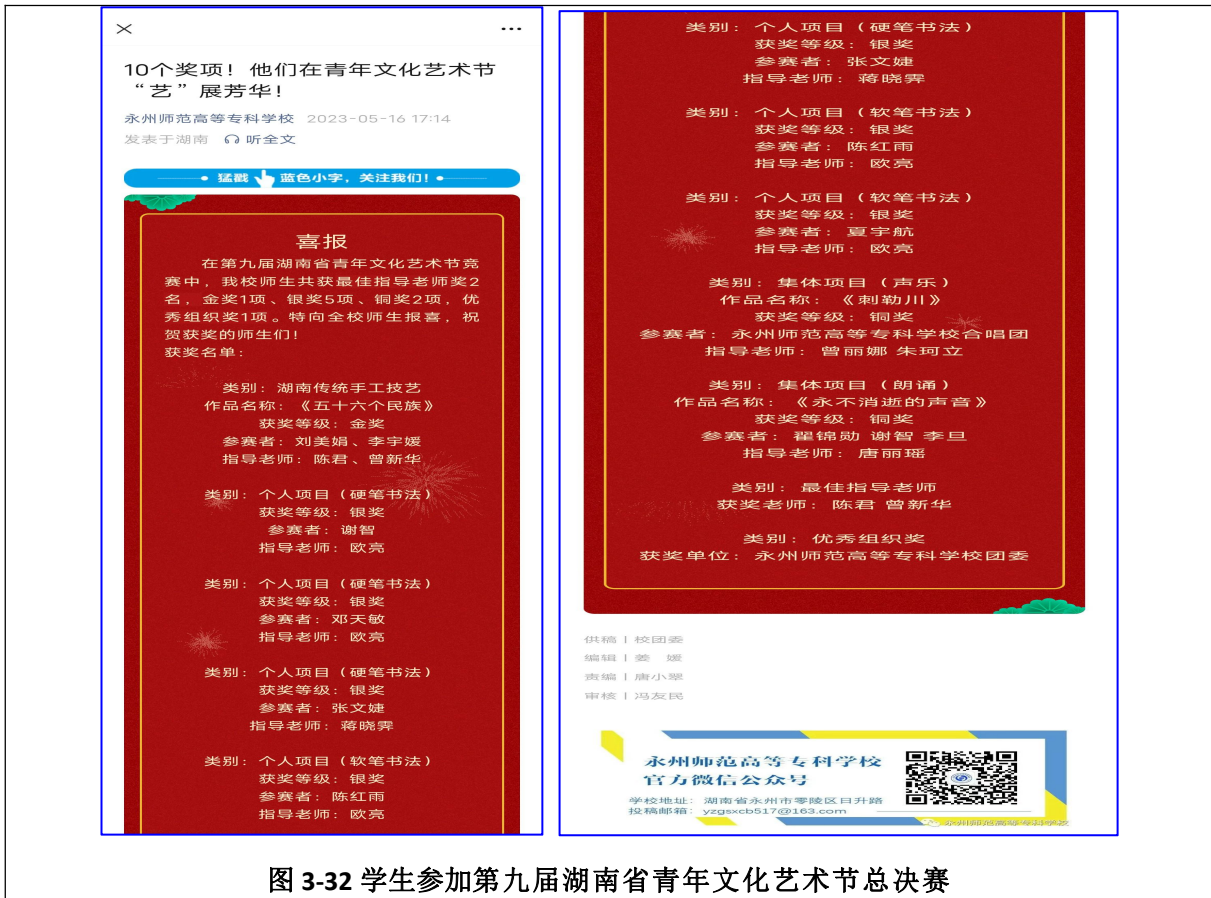 10个奖项！他们在青年文化艺术节
“艺”展芳华！
永州师范高等专科学校 2023-05-16 17:14
发表于湖南 听全文
猛戳 蓝色小字，关注我们！
喜报
在第九届湖南省青年文化艺术节竞
赛中，我校师生共获最佳指导老师奖2
名，金奖1项、银奖5项、铜奖2项，优
秀组织奖1项。特向全校师生报喜，祝
贺获奖的师生们！
获奖名单：
类别：湖南传统手工技艺
作品名称：《五十六个民族》
获奖等级：金奖
参赛者：刘美娟、李宇媛
指导老师：陈君、曾新华
类别：个人项目（硬笔书法）
获奖等级：银奖
参赛者：谢智
指导老师：欧亮
类别：个人项目（硬笔书法）
获奖等级：银奖
参赛者：邓天敏
指导老师：欧亮
类别：个人项目（硬笔书法）
获奖等级：银奖
参赛者：张文婕
指导老师：蒋晓霁
类别：个人项目（软笔书法）
获奖等级：银奖
参赛者：陈红雨
指导老师：欧亮
类别：个人项目（硬笔书法）
获奖等级：银奖
参赛者：张文婕
指导老师：蒋晓霁
类别：个人项目（软笔书法）
获奖等级：银奖
参赛者：陈红雨
指导老师：欧亮
类别：个人项目（软笔书法）
获奖等级：银奖
参赛者：夏宇航
指导老师：欧亮
类别：集体项目（声乐）
作品名称：《刺勒川》
获奖等级：铜奖
参赛者：永州师范高等专科学校合唱团
指导老师：曾丽娜 朱珂立
类别：集体项目（朗诵）
作品名称：《永不消逝的声音》
获奖等级：铜奖
参赛者：翟锦勋 谢智 李旦
指导老师：唐丽瑶
类别：最佳指导老师
获奖老师：陈君 曾新华
类别：优秀组织奖
获奖单位：永州师范高等专科学校团委
供稿 | 校团委
编辑 | 姜 媛
责编 | 唐小翠
审核 | 冯友民
永州师范高等专科学校
官方微信公众号
学校地址：湖南省永州市零陵区日升路
投稿邮箱：yzgsxcb517@163.com
永州师范高等专科学校
图 3-32 学生参加第九届湖南省青年文化艺术节总决赛